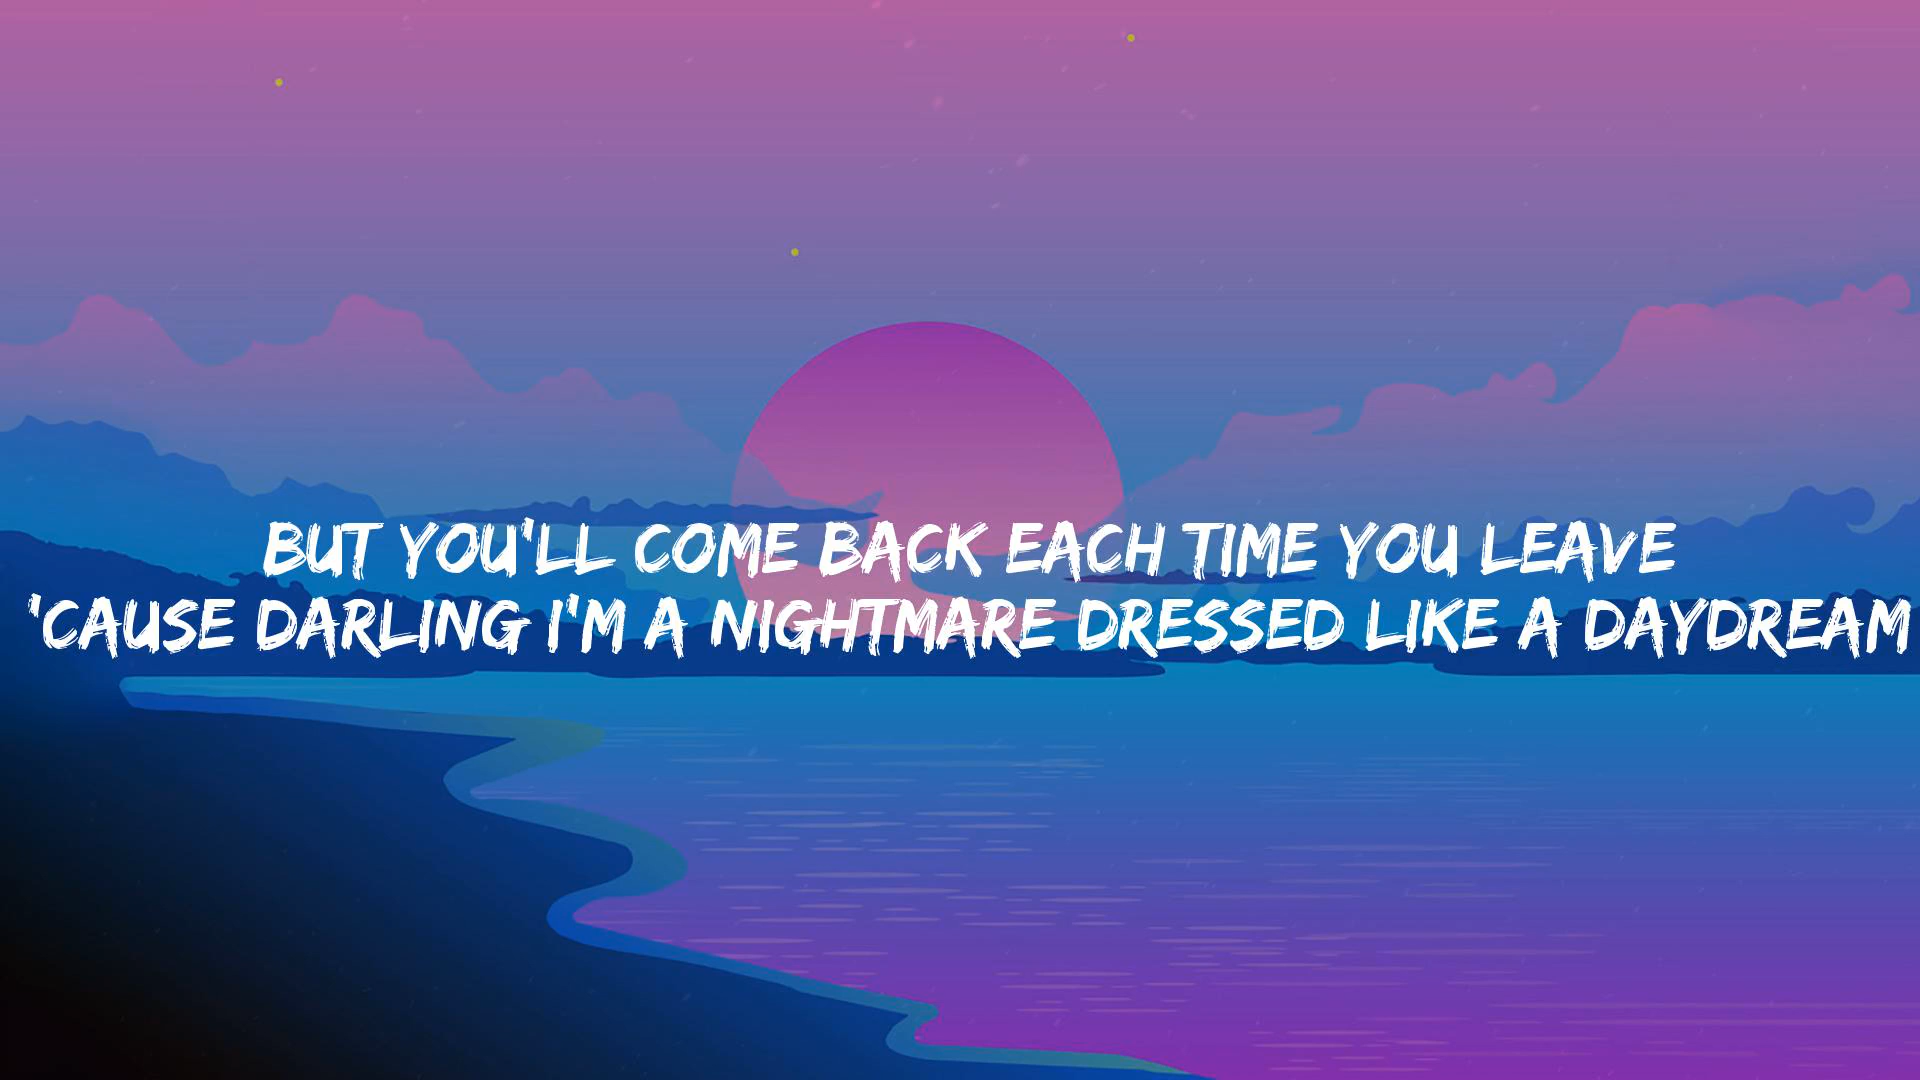 BUT YOU'LL COME BACK EACH TIME YOU LEAVE
'CAUSE DARLING I'M A NIGHTMARE DRESSED LIKE A DAYDREAM